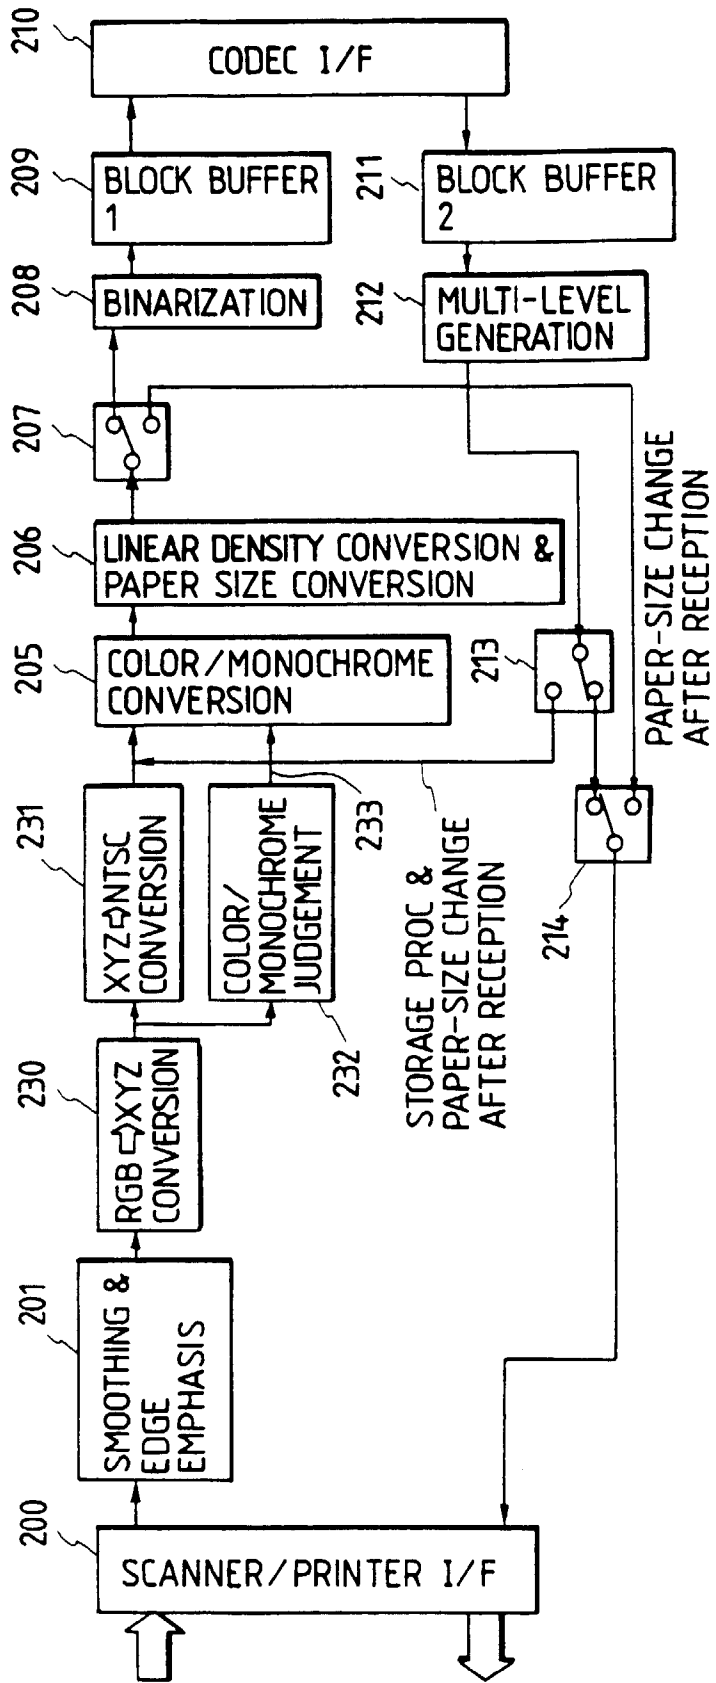 200
SCANNER/PRINTER I/F
201
SMOOTHING &
EDGE
EMPHASIS
230
RGB⇨XYZ
CONVERSION
231
XYZ⇨NTSC
CONVERSION
COLOR/
MONOCHROME
JUDGEMENT
232
233
205
COLOR/MONOCHROME
CONVERSION
206
LINEAR DENSITY CONVERSION &
PAPER SIZE CONVERSION
207
208
BINARIZATION
209
BLOCK BUFFER
1
210
CODEC I/F
211
BLOCK BUFFER
2
212
MULTI-LEVEL
GENERATION
213
214
STORAGE PROC &
PAPER-SIZE CHANGE
AFTER RECEPTION
PAPER-SIZE CHANGE
AFTER RECEPTION